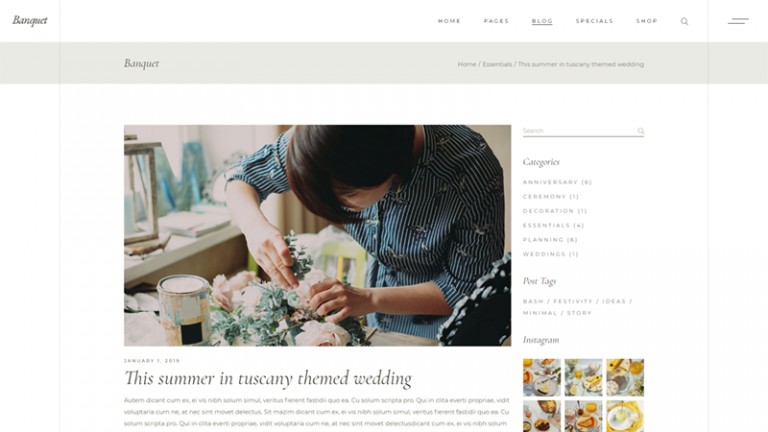 Banquet
HOME PAGES BLOG SPECIALS SHOP
Banquet
Home / Essentials / This summer in tuscany themed wedding
Search
Categories
ANNIVERSARY (6)
CEREMONY (1)
DECORATION (1)
ESSENTIALS (4)
PLANNING (6)
WEDDINGS (1)
Post Tags
BASH / FESTIVITY / IDEAS /
MINIMAL / STORY
Instagram
JANUARY 1, 2019
This summer in tuscany themed wedding
Autem dicant cum ex, ei vis nibh solum simul, veritus fierent fastidii quo ea. Cu solum scripta pro. Qui in clita everti propriae, vidit
voluptaria cum ne, at nec sint movet delectus. Sit mazim dicant cum ex, ei vis nibh solum simul, veritus fierent fastidii quo ea. Cu
solum scripta pro. Qui in clita everti propriae, vidit voluptaria cum ne, at nec sint movet delectusdicant cum ex, ei vis nibh solum